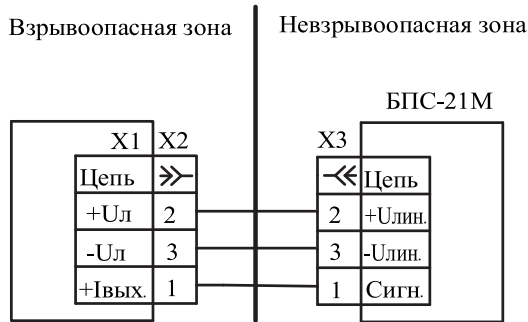 Взрывоопасная зона Невзрывоопасная зона
БПС-21М
X1 X2 X3
Цепь Цепь
+Uл 2 2 +Uлин.
-Uл 3 3 -Uлин.
+Iвых. 1 1 Сигн.